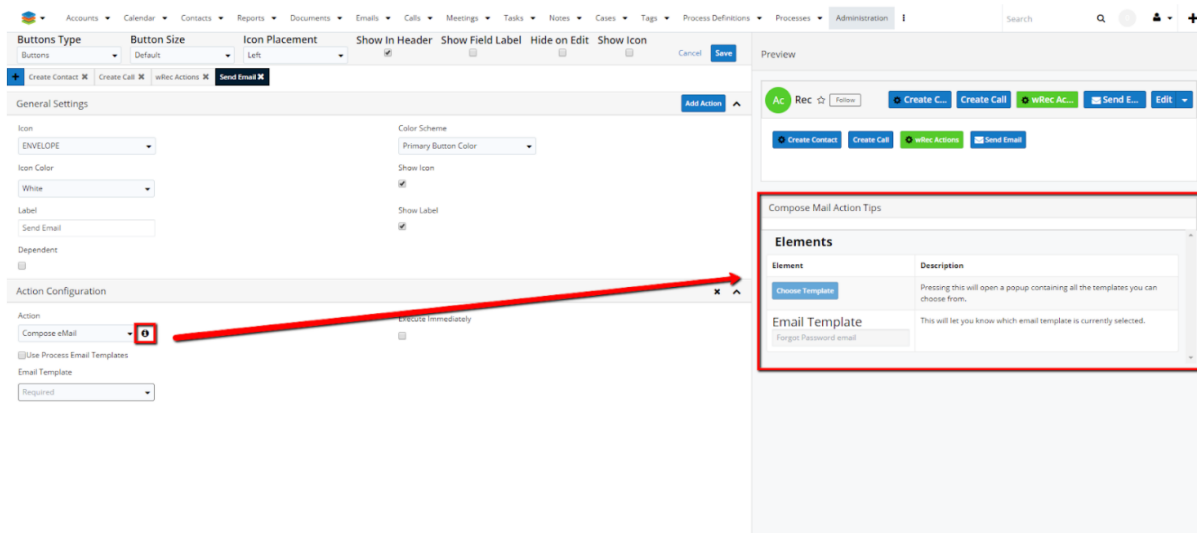 Accounts Calendar Contacts Reports Documents Emails Calls Meetings Tasks Notes Cases Tags Process Definitions Processes Administration Search
Buttons Type Button Size Icon Placement Show In Header Show Field Label Hide on Edit Show Icon
Buttons Default Left Cancel Save
Create Contact Create Call wRec Actions Send Email
General Settings Add Action
Icon Color Scheme
ENVELOPE Primary Button Color
Icon Color Show Icon
White
Label Show Label
Send Email
Dependent
Action Configuration
Action Execute Immediately
Compose eMail
Use Process Email Templates
Email Template
Required
Preview
Ac Rec Follow Create C... Create Call wRec Ac... Send E... Edit
Create Contact Create Call wRec Actions Send Email
Compose Mail Action Tips
Elements
Element Description
Choose Template Pressing this will open a popup containing all the templates you can
choose from.
Email Template This will let you know which email template is currently selected.
Forgot Password email